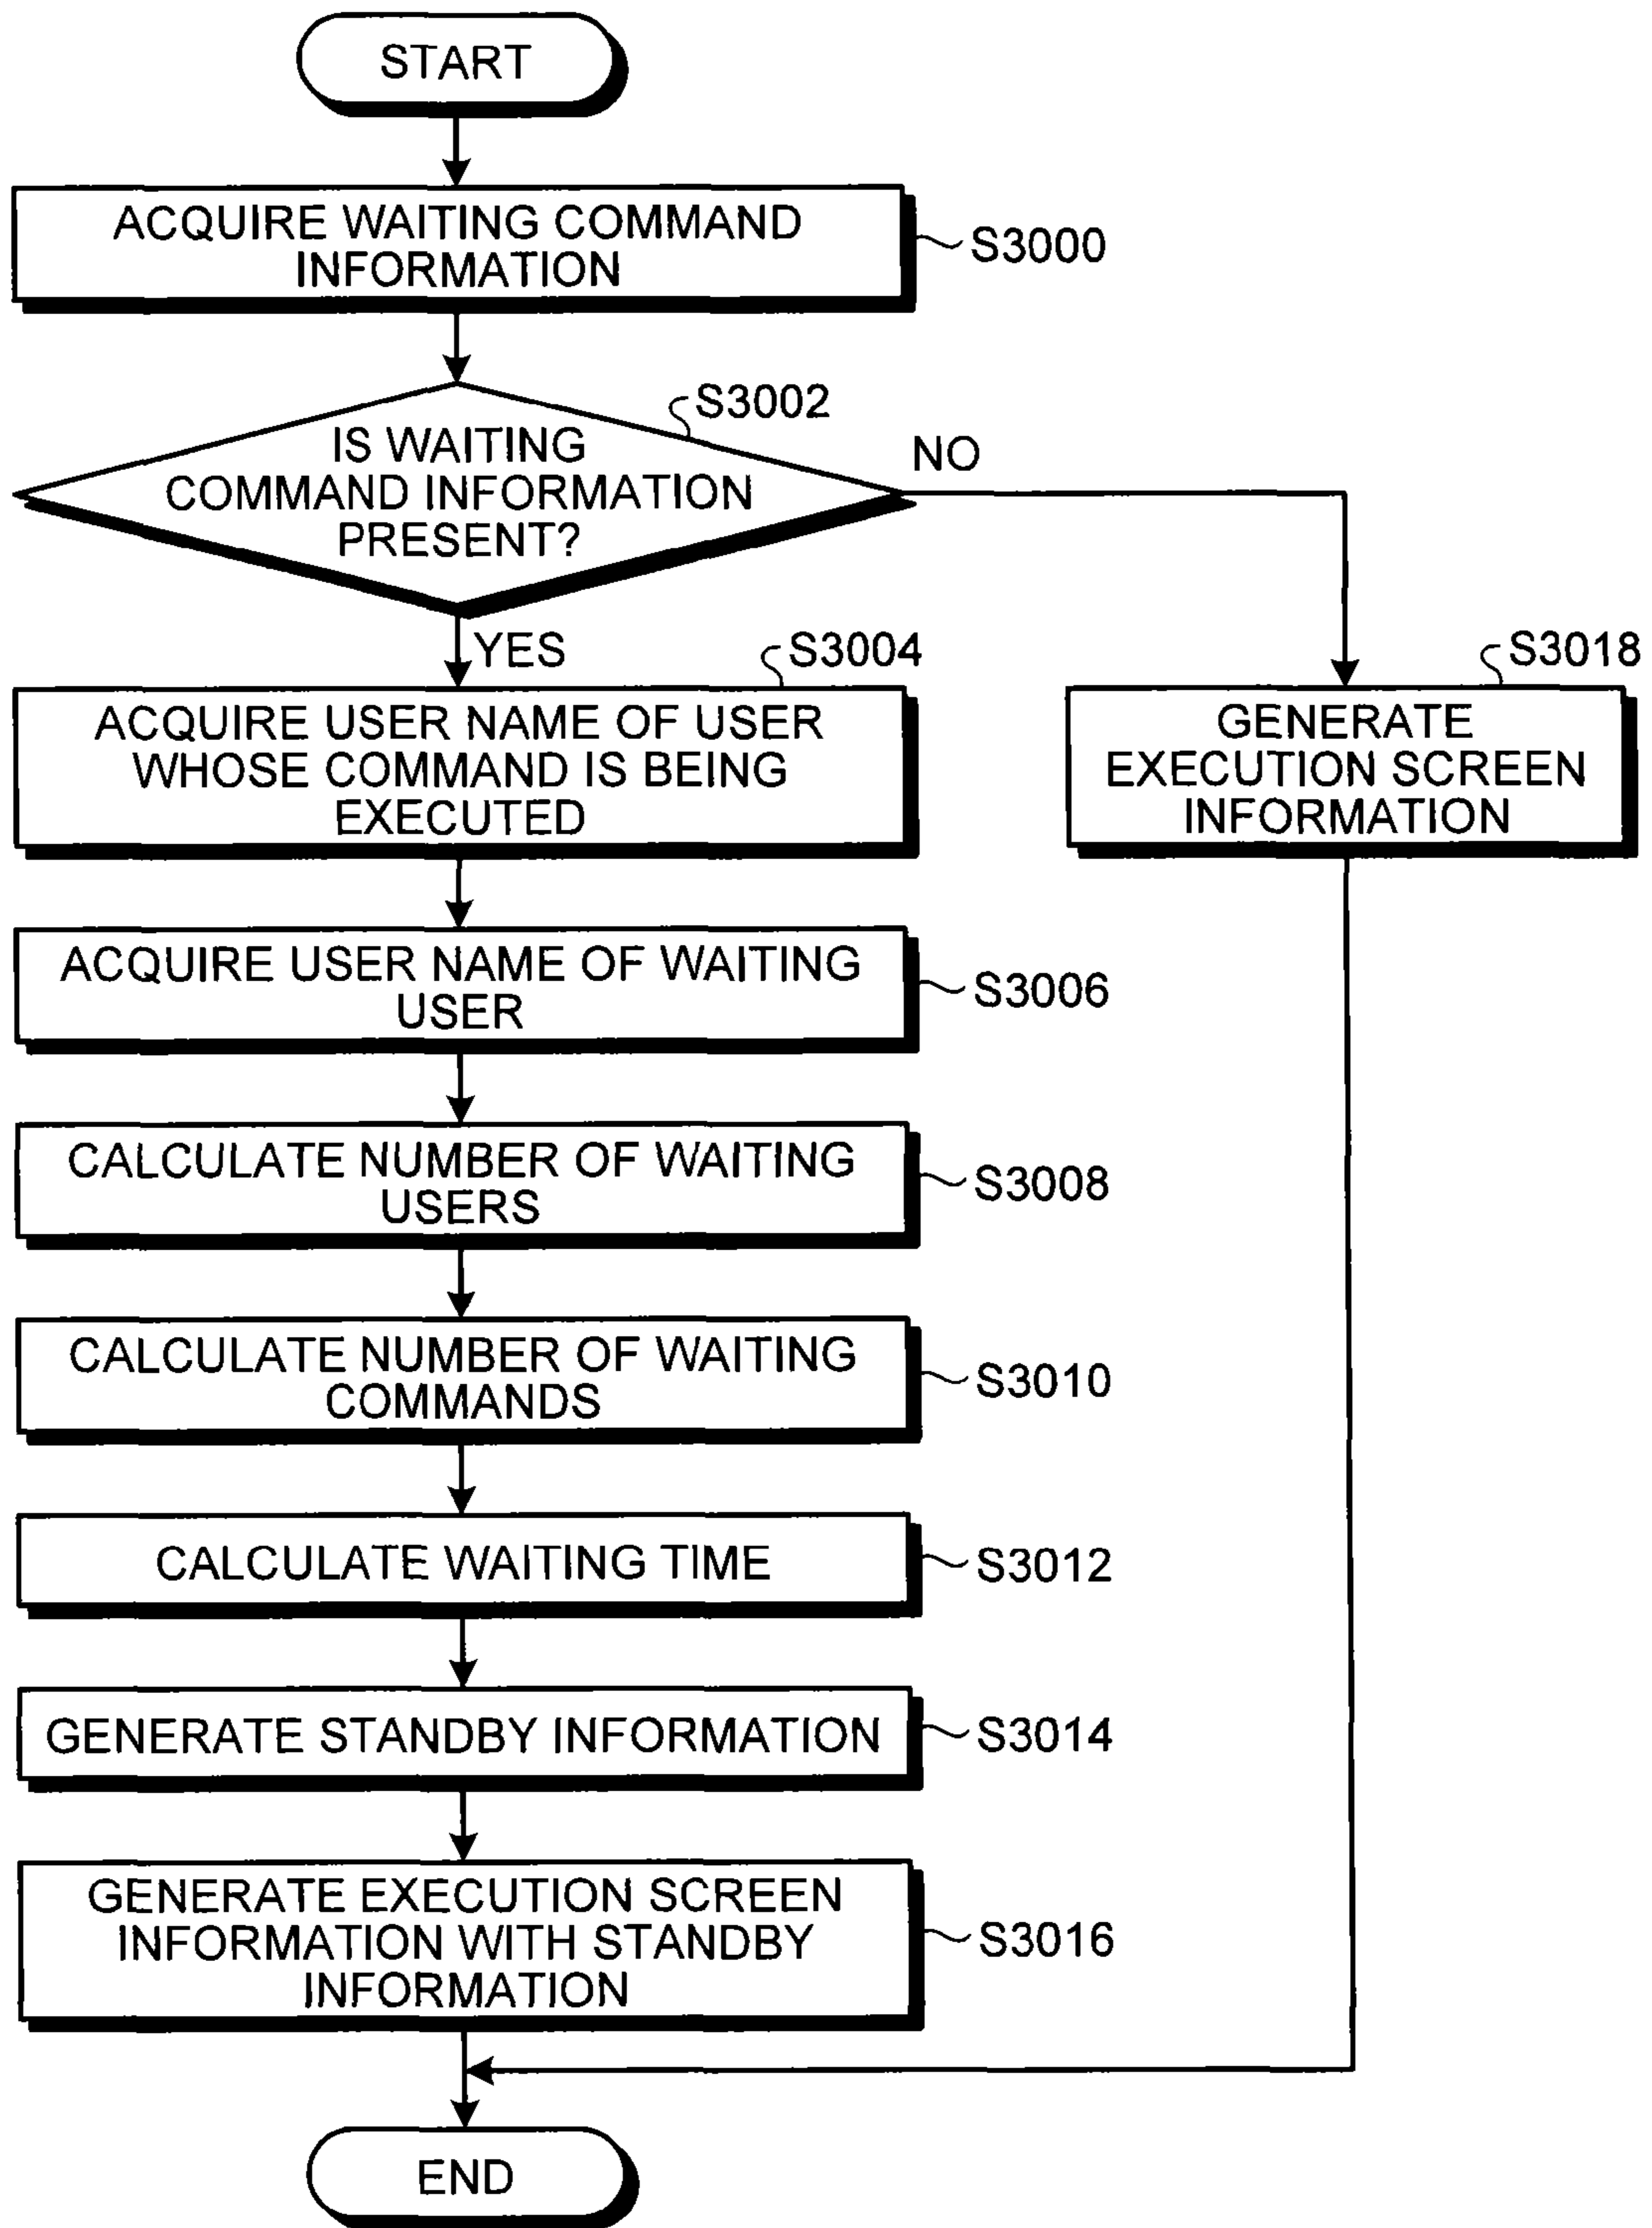 START
ACQUIRE WAITING COMMAND
INFORMATION
S3000
S3002
IS WAITING
COMMAND INFORMATION
PRESENT?
NO
YES
S3004
ACQUIRE USER NAME OF USER
WHOSE COMMAND IS BEING
EXECUTED
S3018
GENERATE
EXECUTION SCREEN
INFORMATION
ACQUIRE USER NAME OF WAITING
USER
S3006
CALCULATE NUMBER OF WAITING
USERS
S3008
CALCULATE NUMBER OF WAITING
COMMANDS
S3010
CALCULATE WAITING TIME
S3012
GENERATE STANDBY INFORMATION
S3014
GENERATE EXECUTION SCREEN
INFORMATION WITH STANDBY
INFORMATION
S3016
END